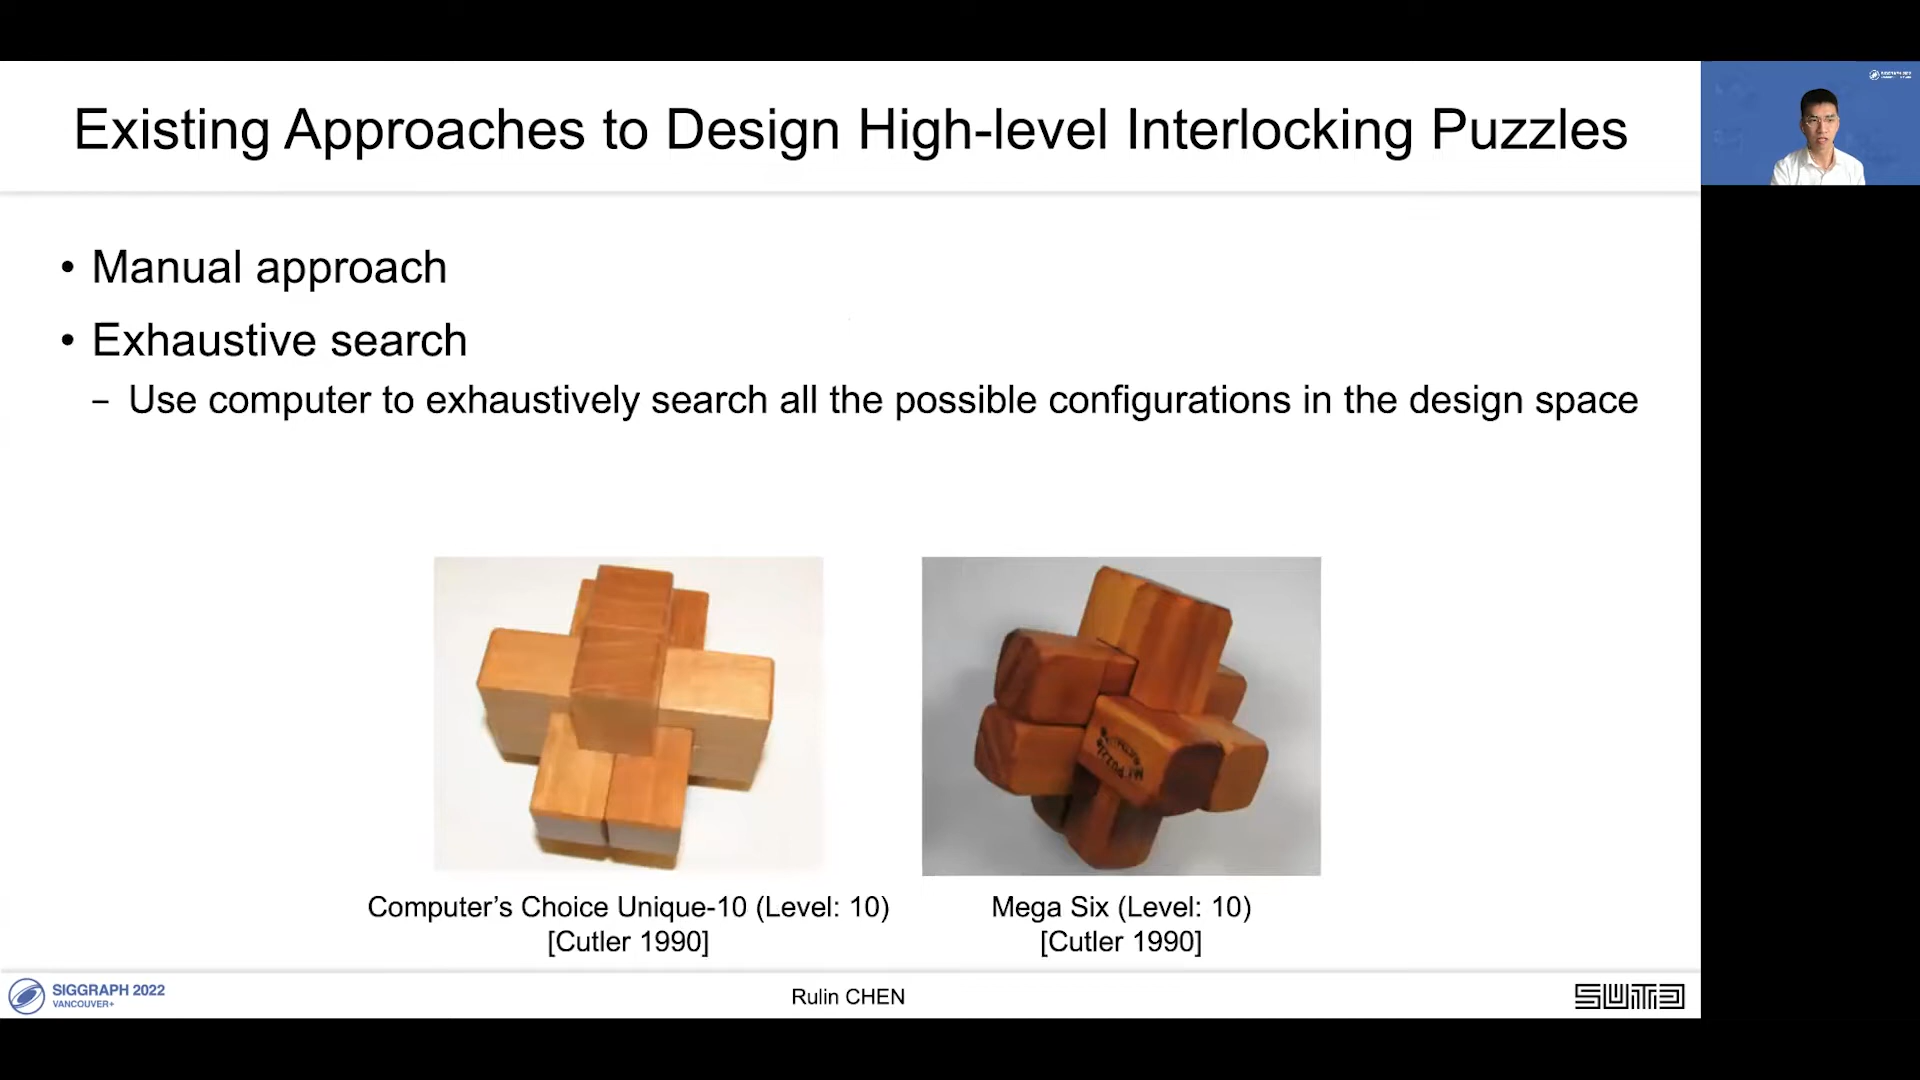 Existing Approaches to Design High-level Interlocking Puzzles
• Manual approach
• Exhaustive search
– Use computer to exhaustively search all the possible configurations in the design space
Computer’s Choice Unique-10 (Level: 10)
[Cutler 1990]
Mega Six (Level: 10)
[Cutler 1990]
SIGGRAPH 2022
VANCOUVER+
Rulin CHEN
SUTD